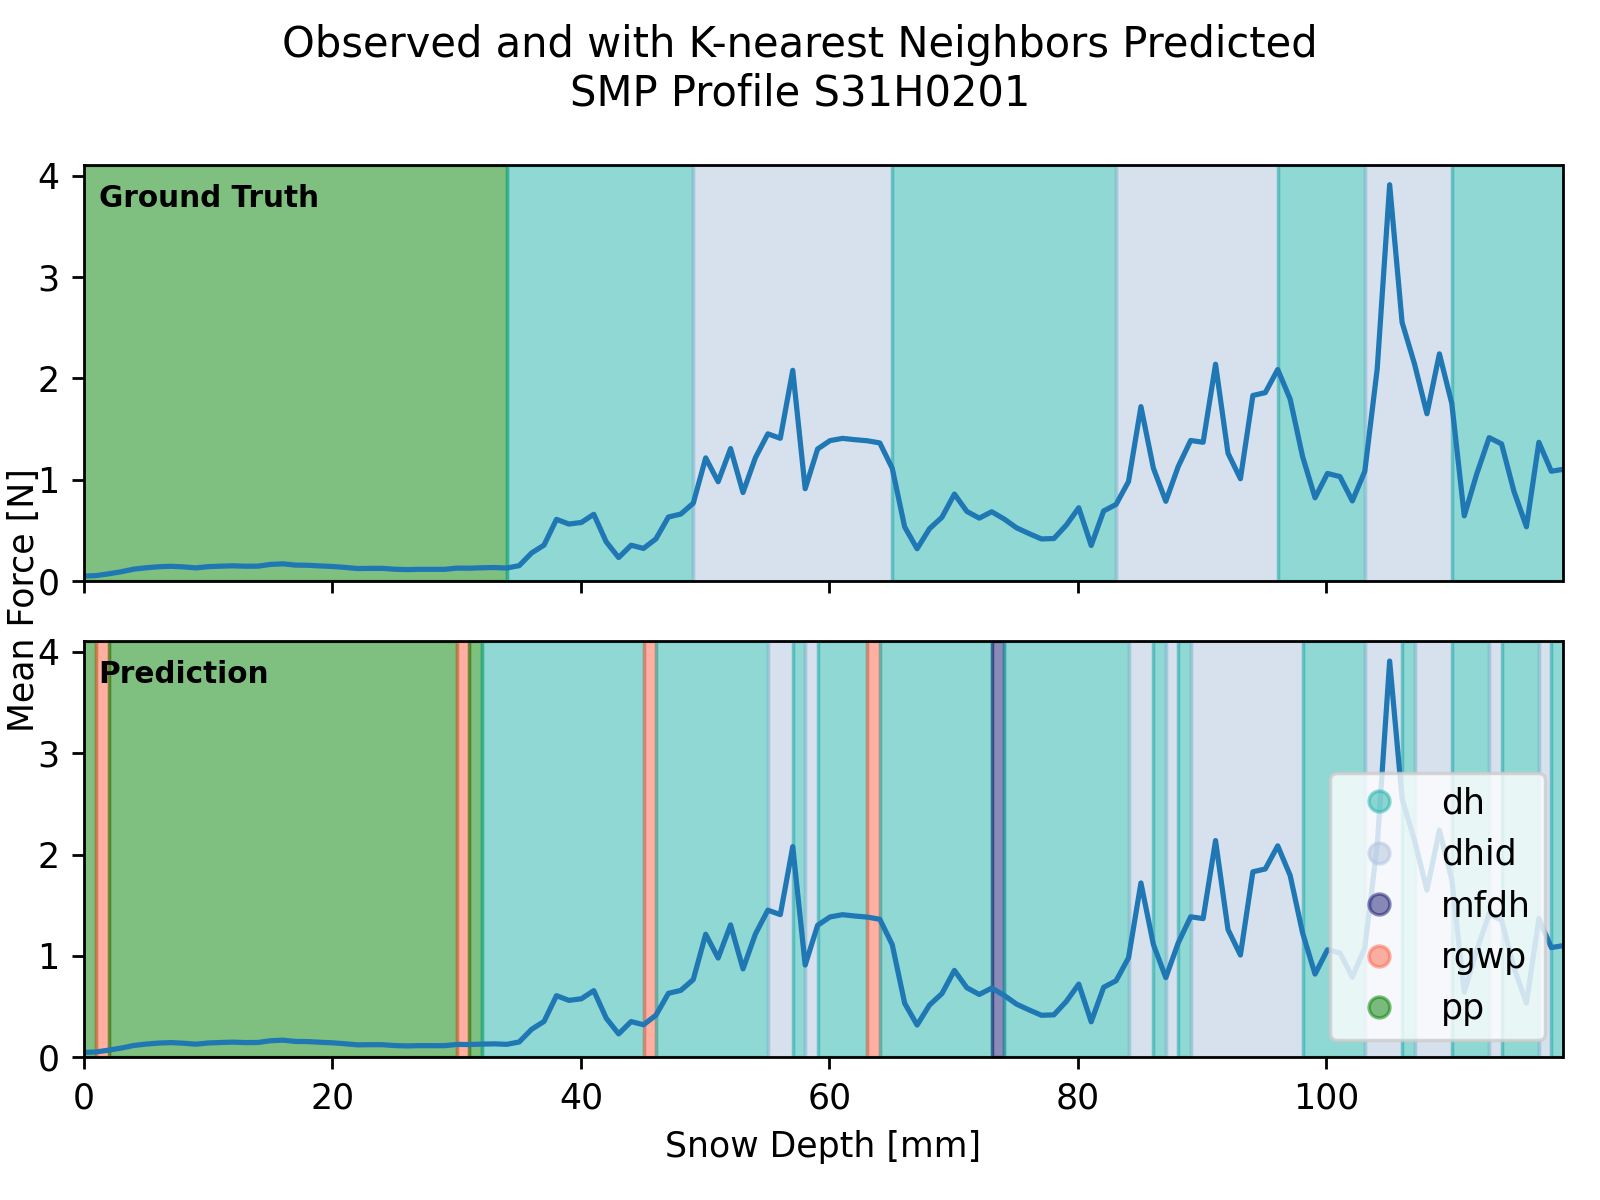 Observed and with K-nearest Neighbors Predicted
SMP Profile S31H0201
4
3
2
1
0
Ground Truth
Mean Force [N]
4
3
2
1
0
Prediction
dh
dhid
mfdh
rgwp
pp
0 20 40 60 80 100
Snow Depth [mm]